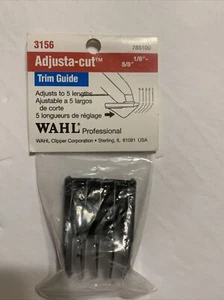 3156
785500
Adjusta-cut™
1/8"-
5/8"
Trim Guide
Adjusts to 5 lengths
Ajustable a 5 largos
de corte
5 longueurs de réglage
WAHL Professional
WAHL Clipper Corporation • Sterling, IL 61081 USA